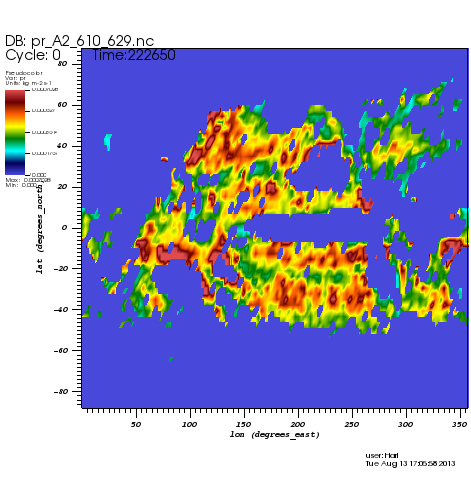 DB: pr_A2_610_629.nc
Cycle: 0 Time:222650
Pseudocolor
Var: pr
Units: kg m-2 s-1
Max: 
Min: 0.000
80
60
40
20
0
-20
-40
-60
-80
lat (degrees_north)
0 50 100 150 200 250 300 350
lon (degrees_east)
user: Hari
Tue Aug 13 17:05:58 2013